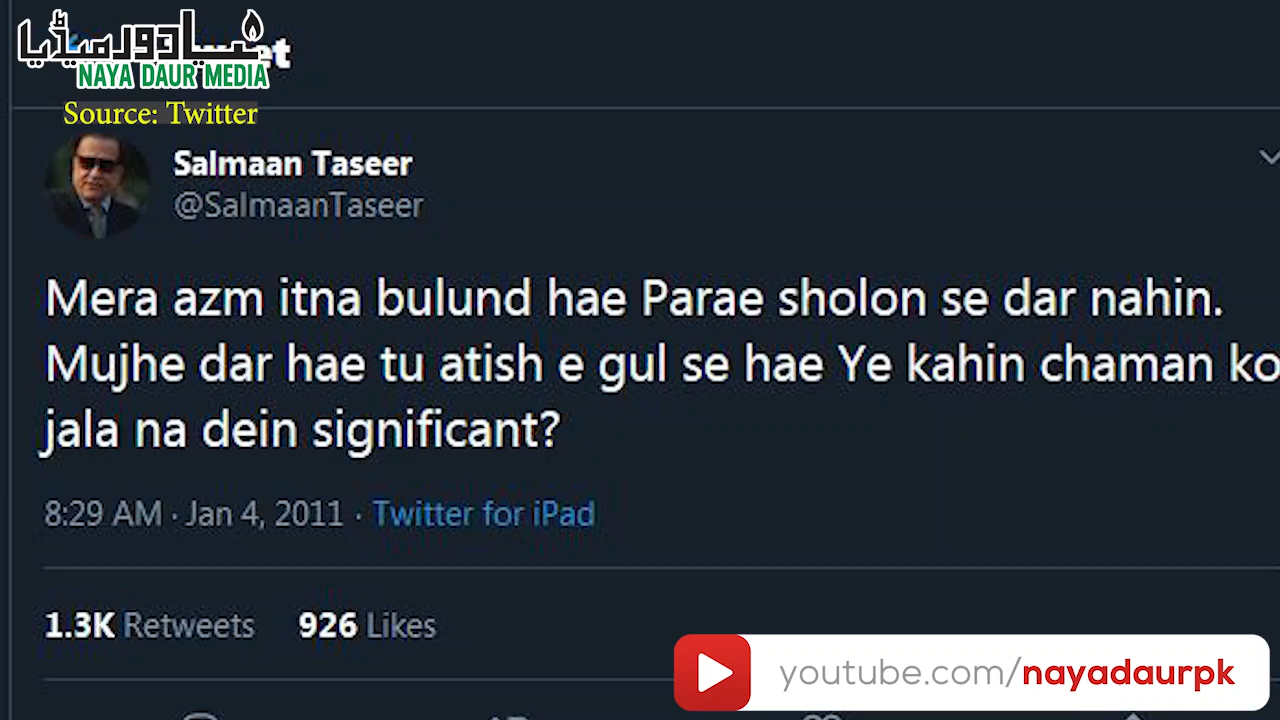 نیا دور میڈیا
NAYA DAUR MEDIA
Source: Twitter
Salmaan Taseer
@SalmaanTaseer
Mera azm itna bulund hae Parae sholon se dar nahin.
Mujhe dar hae tu atish e gul se hae Ye kahin chaman ko
jala na dein significant?
8:29 AM · Jan 4, 2011 · Twitter for iPad
1.3K Retweets 926 Likes
youtube.com/nayadaurpk